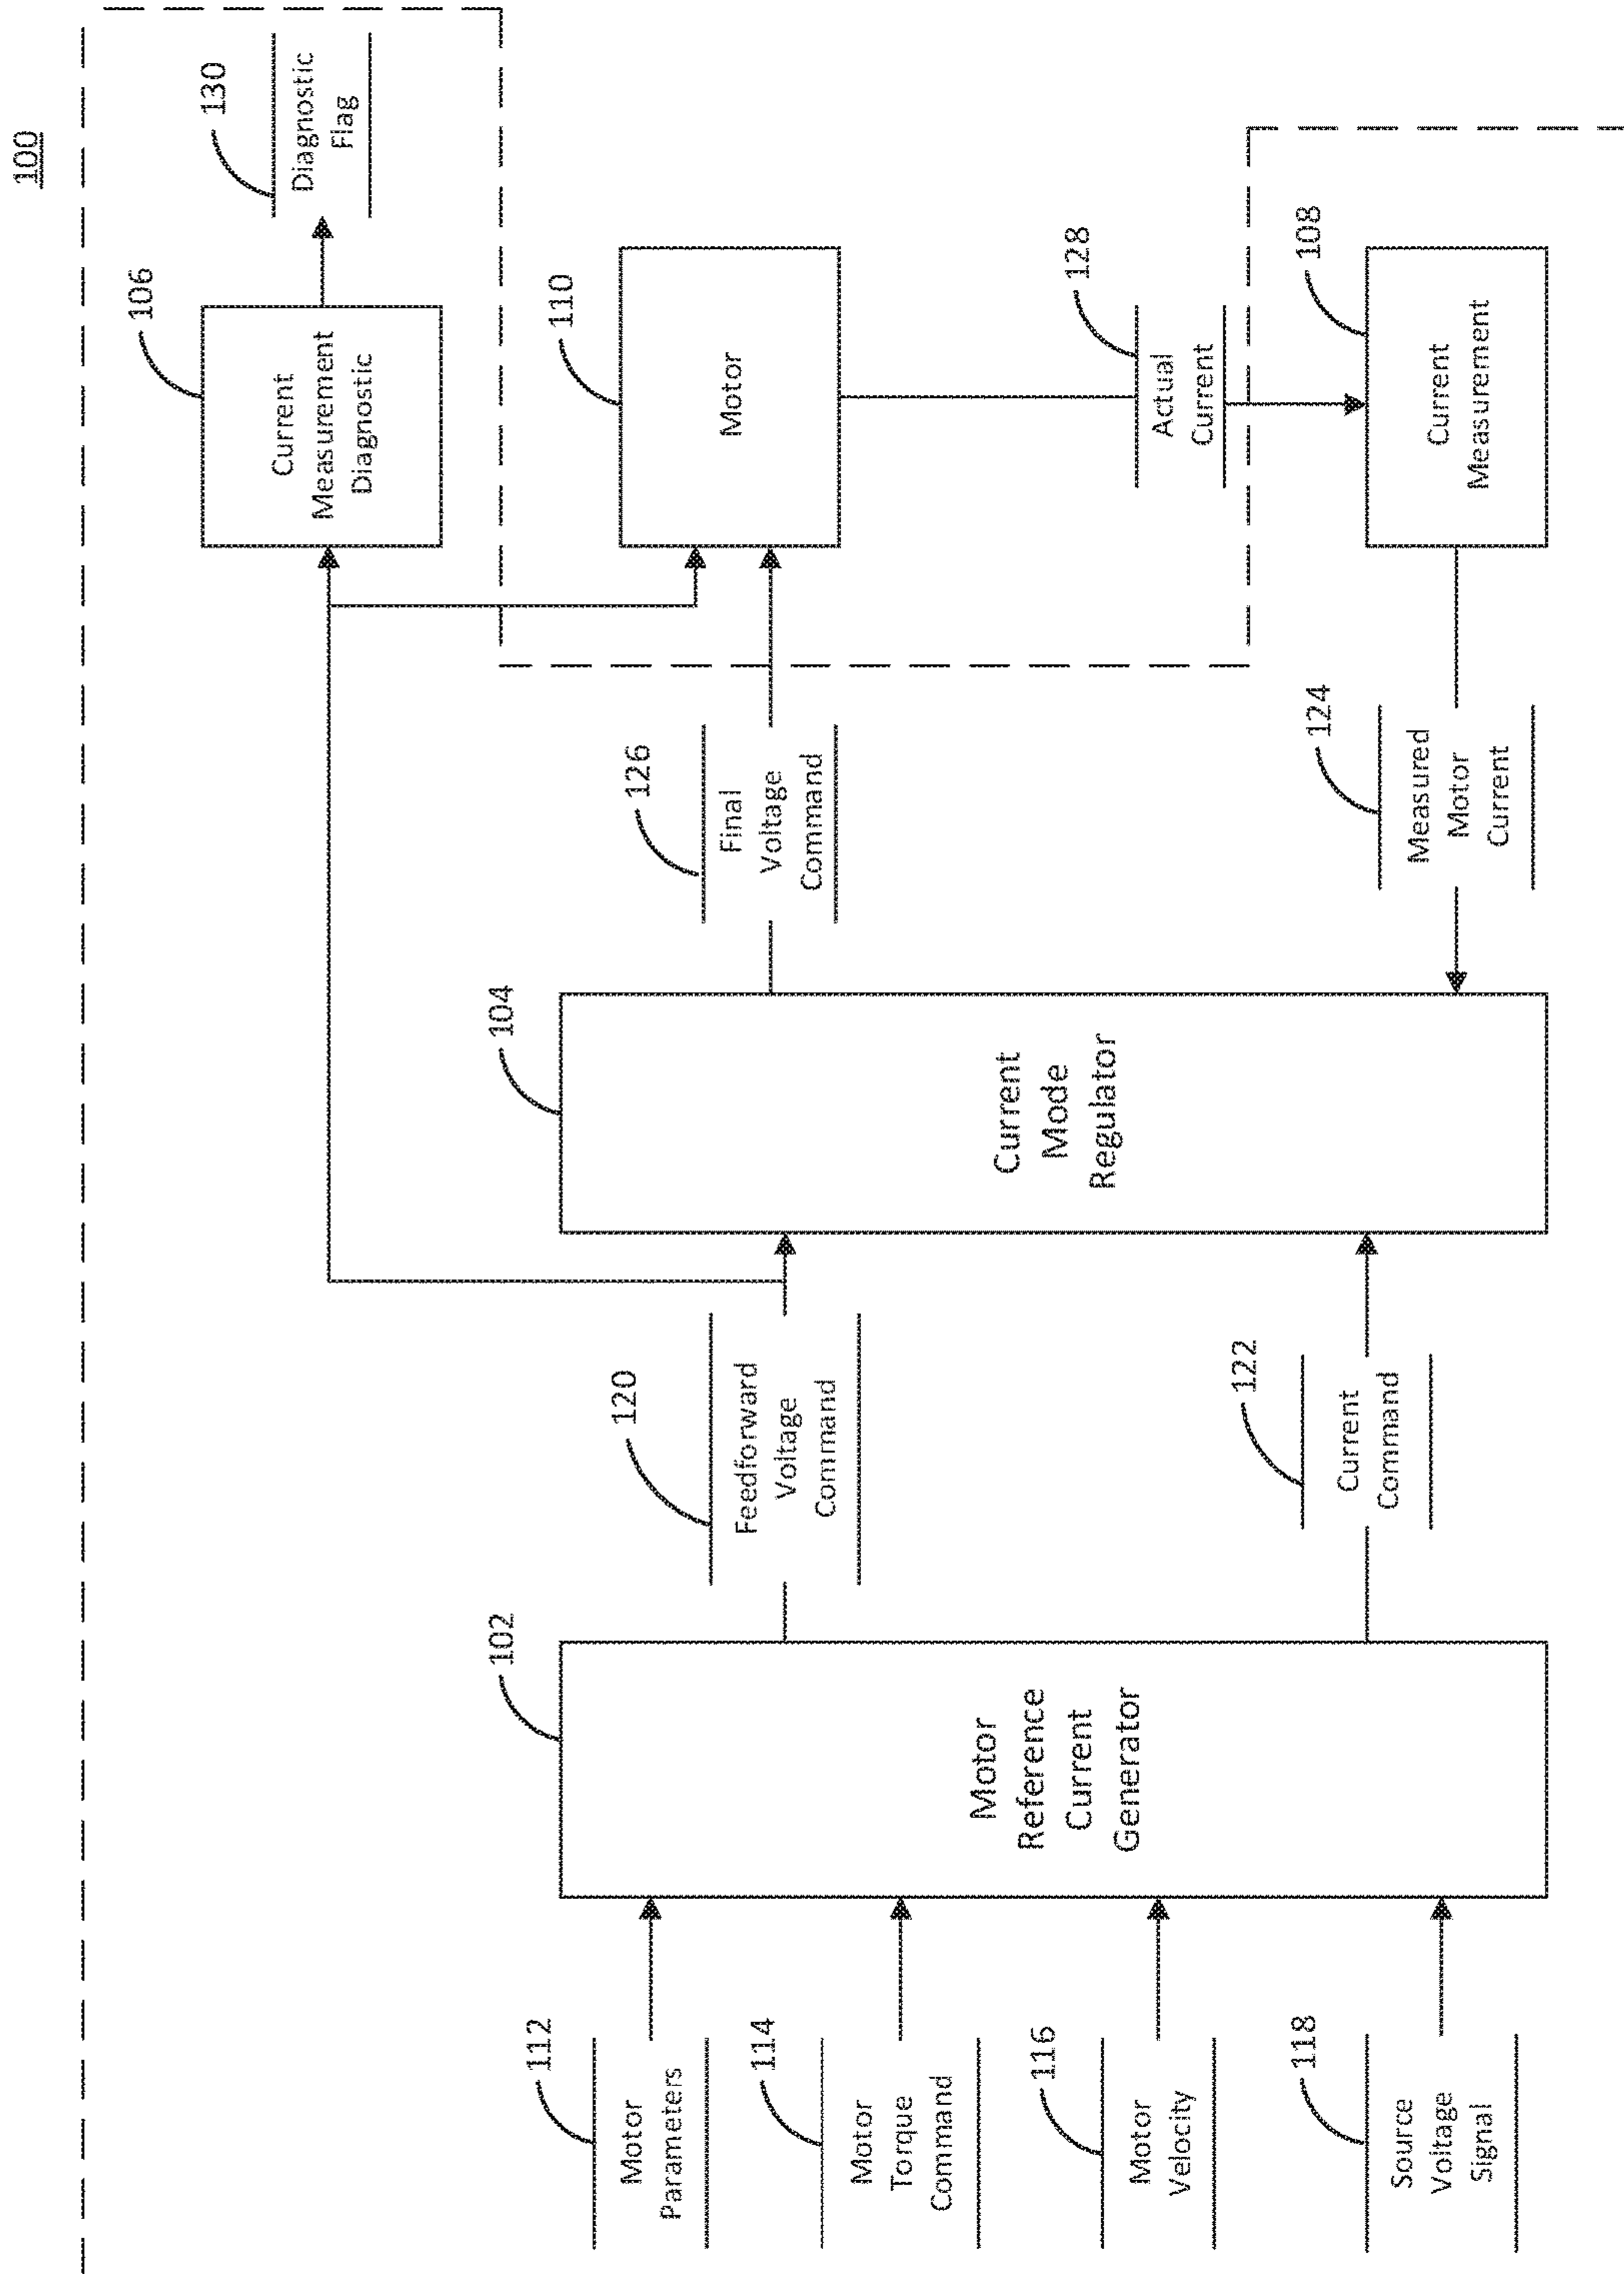 100
106
Current
Measurement
Diagnostic
130
Diagnostic
Flag
110
Motor
128
Actual
Current
108
Current
Measurement
126
Final
Voltage
Command
124
Measured
Motor
Current
104
Current
Mode
Regulator
120
Feedforward
Voltage
Command
122
Current
Command
102
Motor
Reference
Current
Generator
112
Motor
Parameters
114
Motor
Torque
Command
116
Motor
Velocity
118
Source
Voltage
Signal